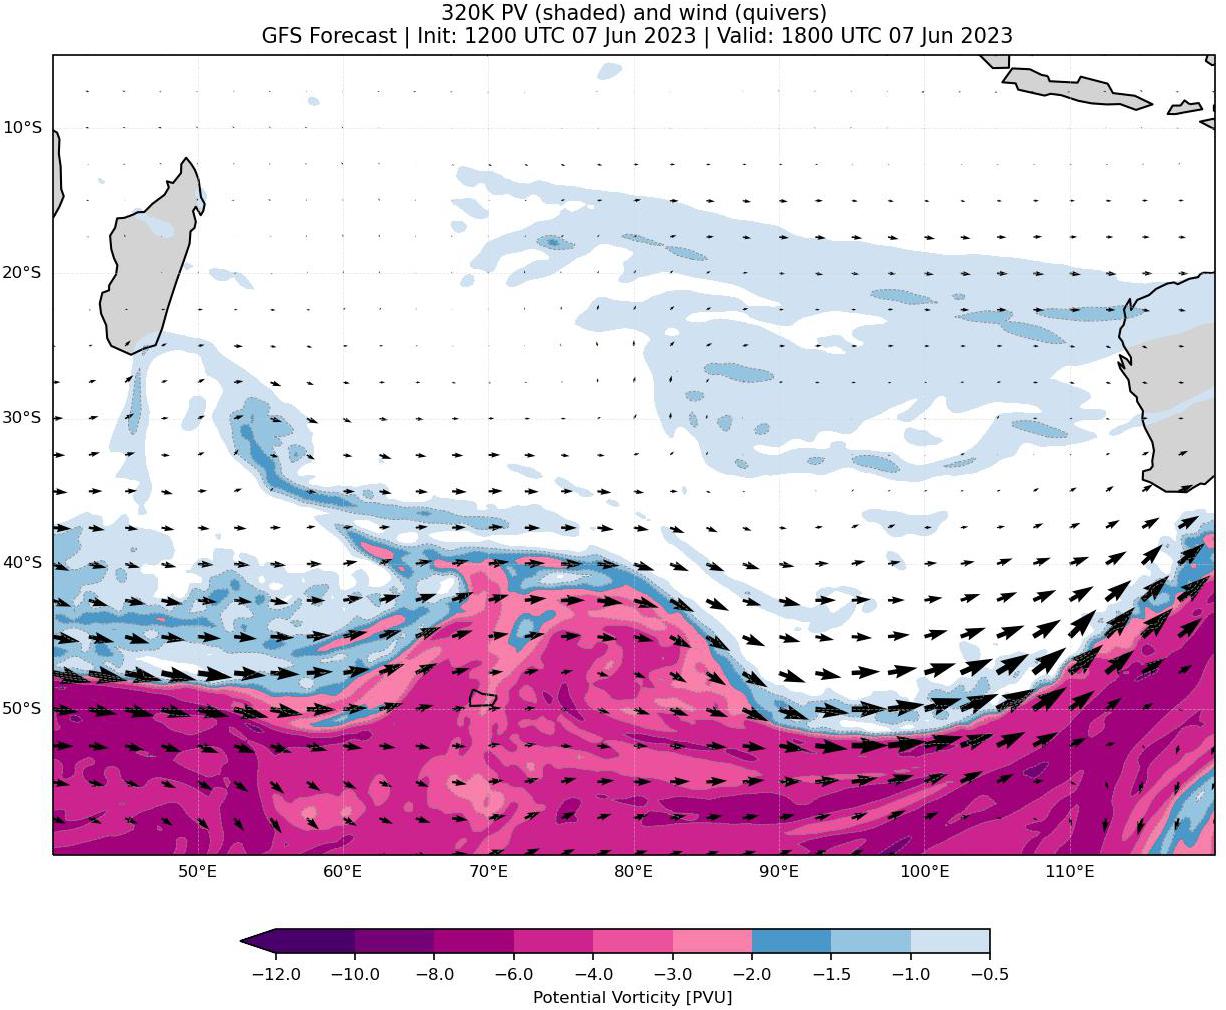 320K PV (shaded) and wind (quivers)
GFS Forecast | Init: 1200 UTC 07 Jun 2023 | Valid: 1800 UTC 07 Jun 2023
10°S
20°S
30°S
40°S
50°S
50°E 60°E 70°E 80°E 90°E 100°E 110°E
−12.0 −10.0 −8.0 −6.0 −4.0 −3.0 −2.0 −1.5 −1.0 −0.5
Potential Vorticity [PVU]